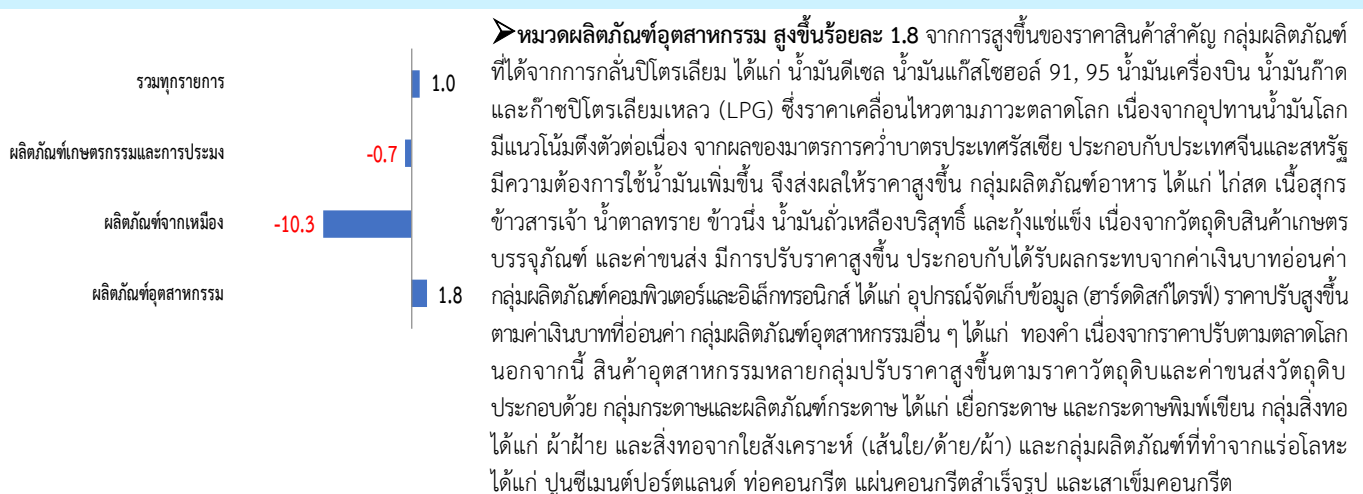 รวมทุกรายการ 1.0
ผลิตภัณฑ์เกษตรกรรมและการประมง -0.7
ผลิตภัณฑ์จากเหมือง -10.3
ผลิตภัณฑ์อุตสาหกรรม 1.8
➤หมวดผลิตภัณฑ์อุตสาหกรรม สูงขึ้นร้อยละ 1.8 จากการสูงขึ้นของราคาสินค้าสำคัญ กลุ่มผลิตภัณฑ์
ที่ได้จากการกลั่นปิโตรเลียม ได้แก่ น้ำมันดีเซล น้ำมันแก๊สโซฮอล์ 91, 95 น้ำมันเครื่องบิน น้ำมันก๊าด
และก๊าซปิโตรเลียมเหลว (LPG) ซึ่งราคาเคลื่อนไหวตามภาวะตลาดโลก เนื่องจากอุปทานน้ำมันโลก
มีแนวโน้มตึงตัวต่อเนื่อง จากผลของมาตรการคว่ำบาตรประเทศรัสเซีย ประกอบกับประเทศจีนและสหรัฐ
มีความต้องการใช้น้ำมันเพิ่มขึ้น จึงส่งผลให้ราคาสูงขึ้น กลุ่มผลิตภัณฑ์อาหาร ได้แก่ ไก่สด เนื้อสุกร
ข้าวสารเจ้า น้ำตาลทราย ข้าวนึ่ง น้ำมันถั่วเหลืองบริสุทธิ์ และกุ้งแช่แข็ง เนื่องจากวัตถุดิบสินค้าเกษตร
บรรจุภัณฑ์ และค่าขนส่ง มีการปรับราคาสูงขึ้น ประกอบกับได้รับผลกระทบจากค่าเงินบาทอ่อนค่า
กลุ่มผลิตภัณฑ์คอมพิวเตอร์และอิเล็กทรอนิกส์ ได้แก่ อุปกรณ์จัดเก็บข้อมูล (ฮาร์ดดิสก์ไดรฟ์) ราคาปรับสูงขึ้น
ตามค่าเงินบาทที่อ่อนค่า กลุ่มผลิตภัณฑ์อุตสาหกรรมอื่น ๆ ได้แก่ ทองคำ เนื่องจากราคาปรับตามตลาดโลก
นอกจากนี้ สินค้าอุตสาหกรรมหลายกลุ่มปรับราคาสูงขึ้นตามราคาวัตถุดิบและค่าขนส่งวัตถุดิบ
ประกอบด้วย กลุ่มกระดาษและผลิตภัณฑ์กระดาษ ได้แก่ เยื่อกระดาษ และกระดาษพิมพ์เขียน กลุ่มสิ่งทอ
ได้แก่ ผ้าฝ้าย และสิ่งทอจากใยสังเคราะห์ (เส้นใย/ด้าย/ผ้า) และกลุ่มผลิตภัณฑ์ที่ทำจากแร่อโลหะ
ได้แก่ ปูนซีเมนต์ปอร์ตแลนด์ ท่อคอนกรีต แผ่นคอนกรีตสำเร็จรูป และเสาเข็มคอนกรีต